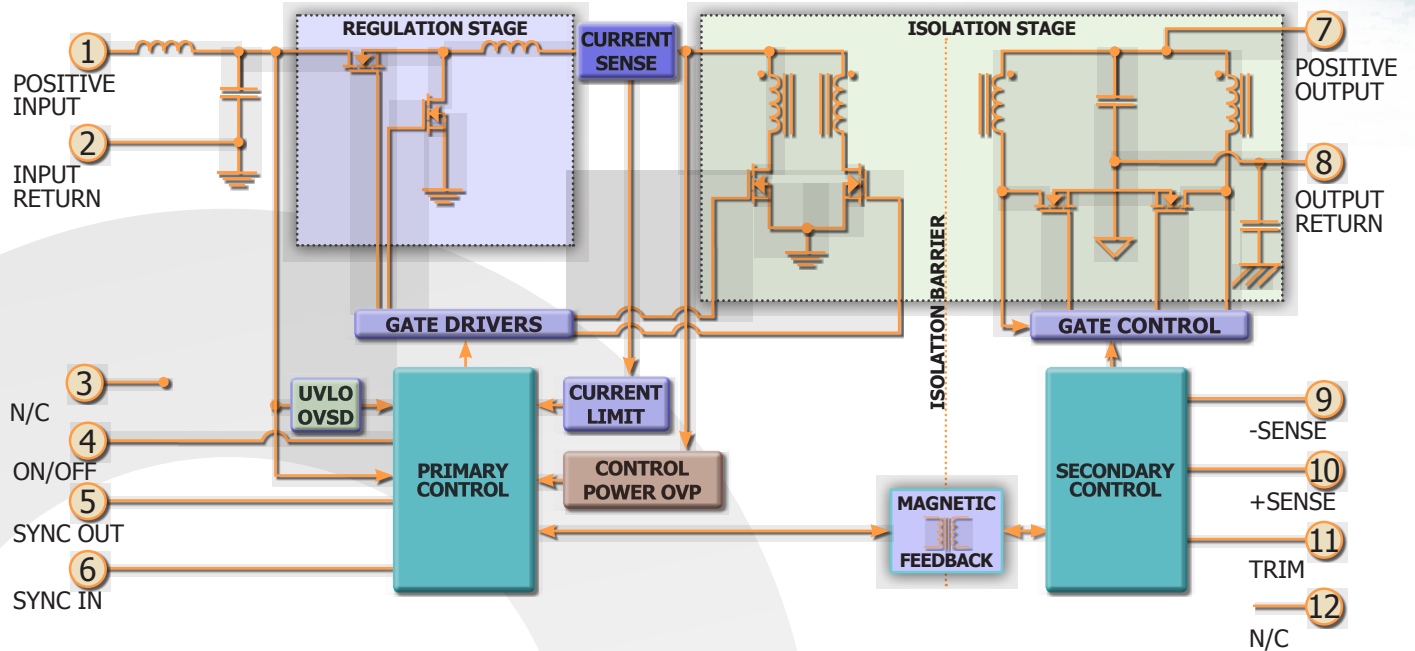 REGULATION STAGE
CURRENT
SENSE
ISOLATION STAGE
1
POSITIVE
INPUT
2
INPUT
RETURN
7
POSITIVE
OUTPUT
8
OUTPUT
RETURN
ISOLATION BARRIER
GATE DRIVERS
GATE CONTROL
3
N/C
4
ON/OFF
5
SYNC OUT
6
SYNC IN
UVLO
OVSD
PRIMARY
CONTROL
CURRENT
LIMIT
CONTROL
POWER OVP
MAGNETIC
FEEDBACK
SECONDARY
CONTROL
9
-SENSE
10
+SENSE
11
TRIM
12
N/C